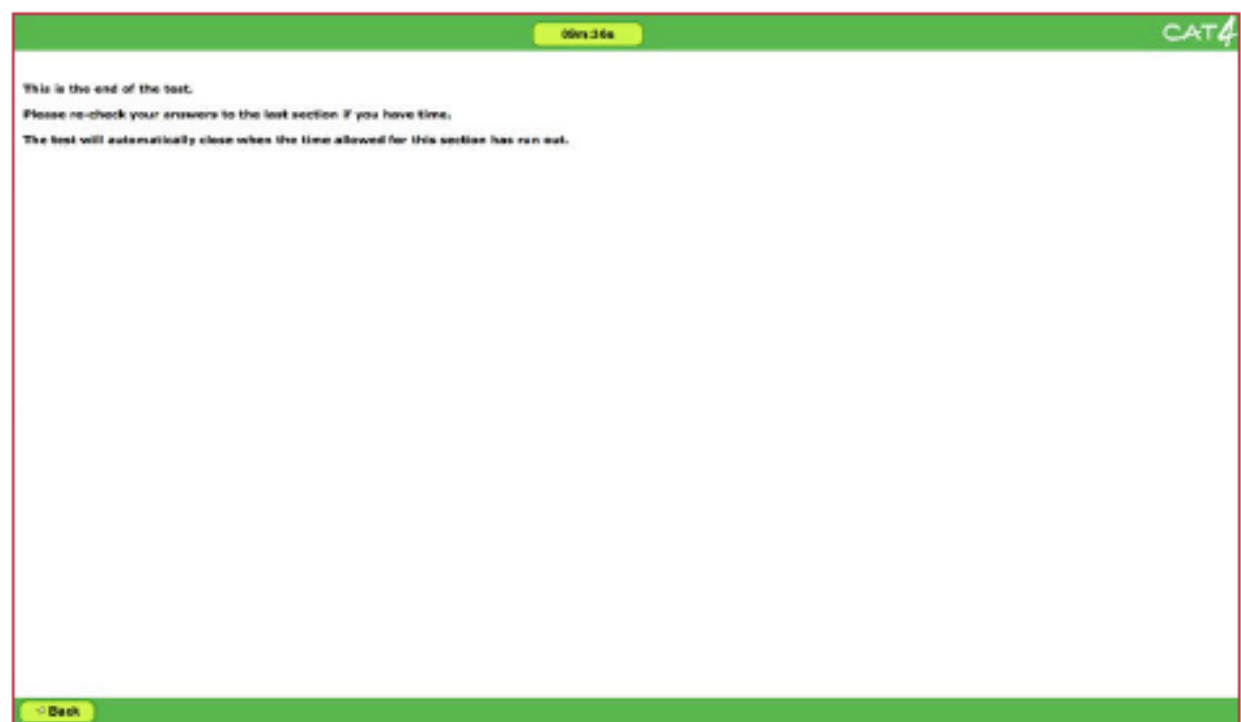 09m:36s
CAT4
This is the end of the test.
Please re-check your answers to the last section if you have time.
The test will automatically close when the time allowed for this section has run out.
Back